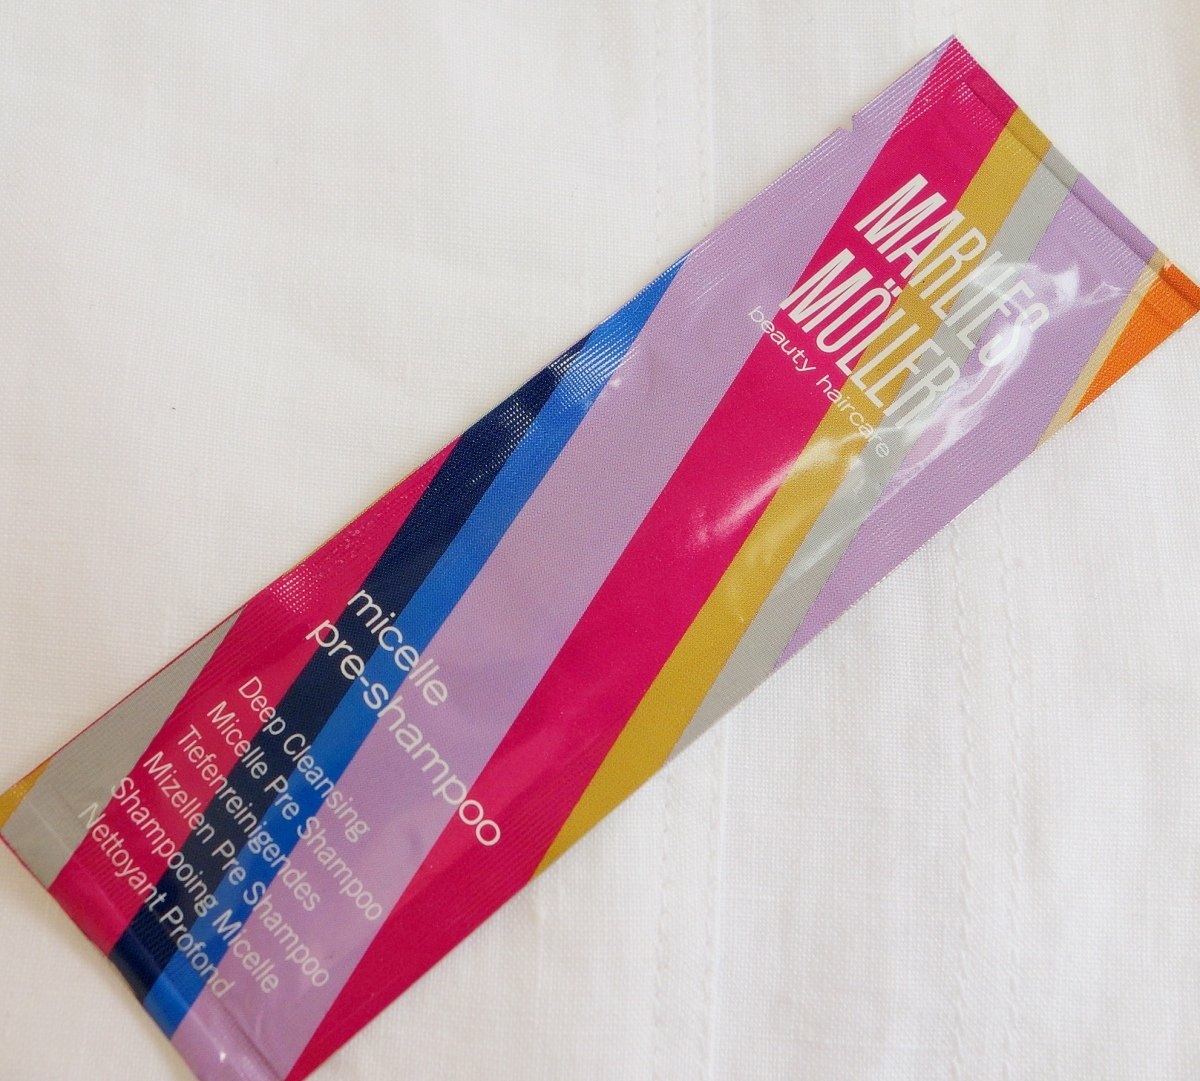 MARLIES
MÖLLER
beauty haircare
micelle
pre-shampoo
Deep Cleansing
Micelle Pre Shampoo
Tiefenreinigendes
Mizellen Pre Shampoo
Shampooing Micelle
Nettoyant Profond